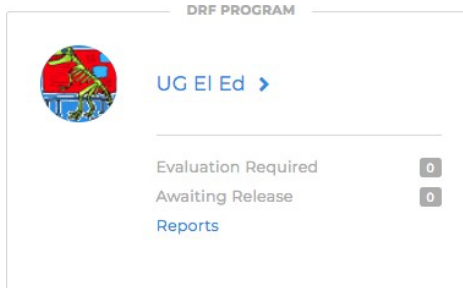 DRF PROGRAM
UG El Ed
Evaluation Required 0
Awaiting Release 0
Reports